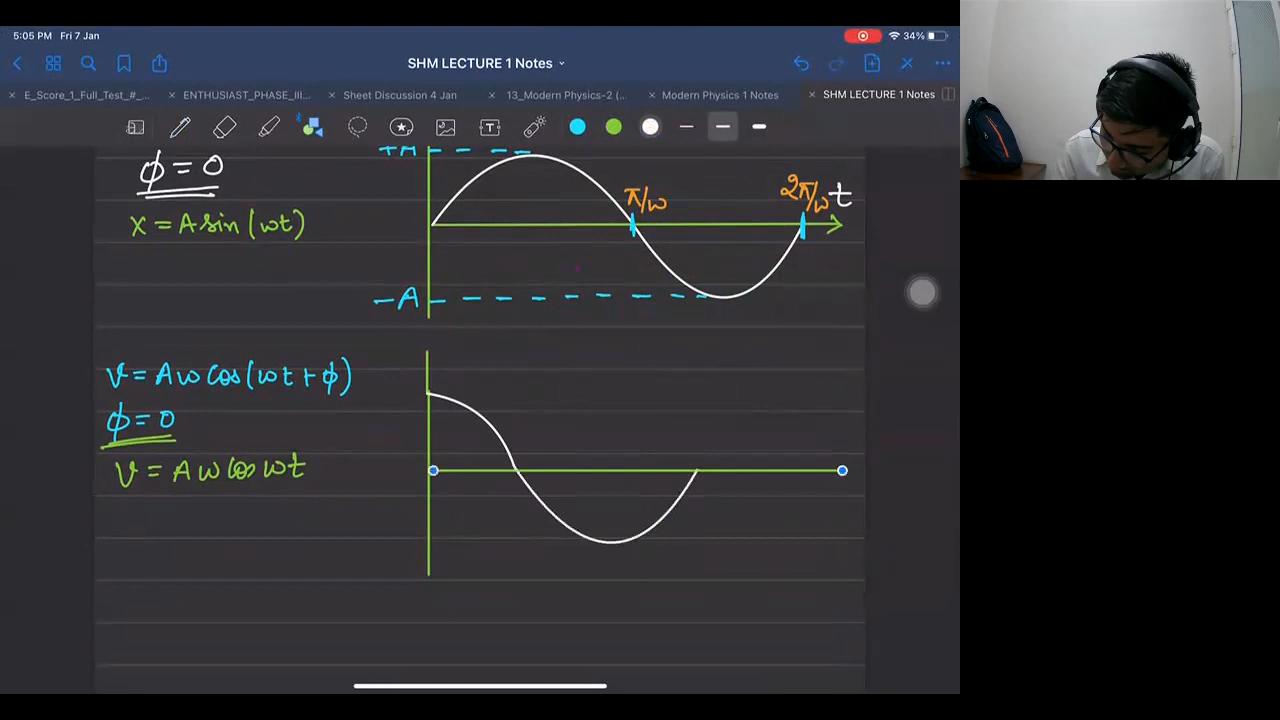 5:05 PM Fri 7 Jan
34%
SHM LECTURE 1 Notes
E_Score_1_Full_Test_#_...
ENTHUSIAST_PHASE_III...
Sheet Discussion 4 Jan
13_Modern Physics-2 (...
Modern Physics 1 Notes
SHM LECTURE 1 Notes
+A
ϕ = 0
π/ω
2π/ω t
x = A sin(ωt)
-A
v = Aω cos(ωt + ϕ)
ϕ = 0
v = Aω cos ωt